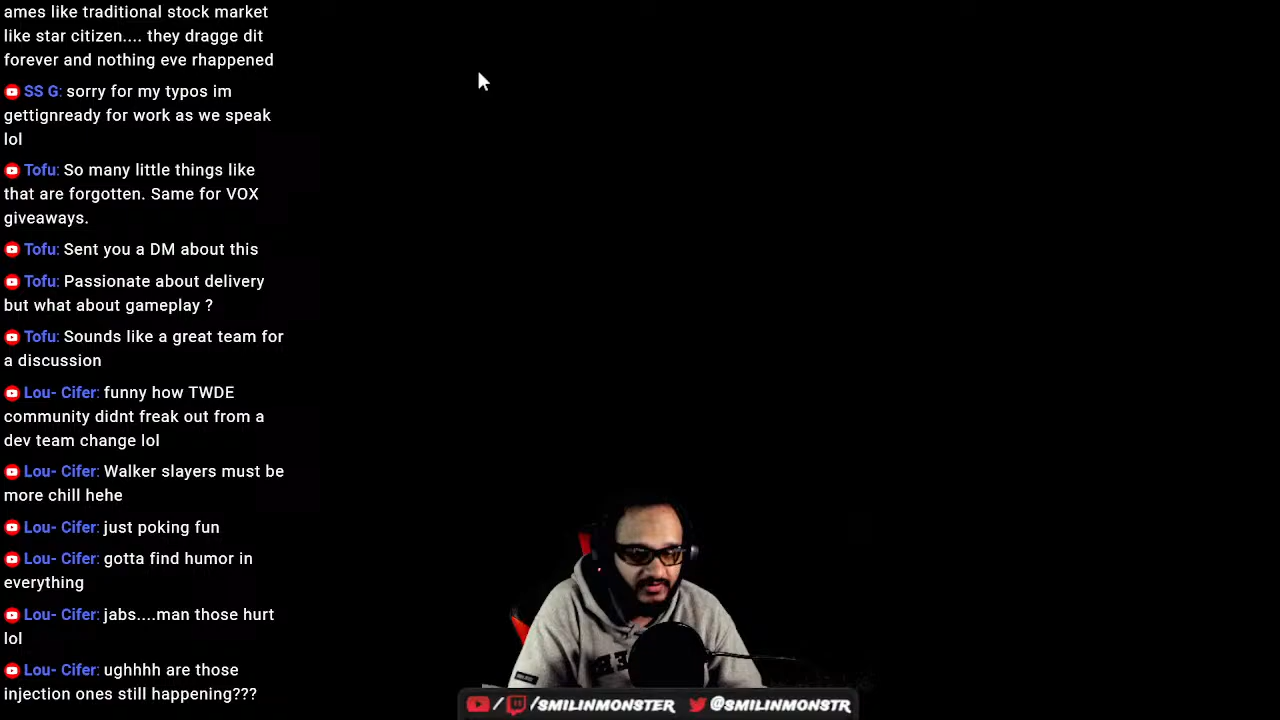 ames like traditional stock market
like star citizen.... they dragge dit
forever and nothing eve rhappened
SS G: sorry for my typos im
gettignready for work as we speak
lol
Tofu: So many little things like
that are forgotten. Same for VOX
giveaways.
Tofu: Sent you a DM about this
Tofu: Passionate about delivery
but what about gameplay ?
Tofu: Sounds like a great team for
a discussion
Lou- Cifer: funny how TWDE
community didnt freak out from a
dev team change lol
Lou- Cifer: Walker slayers must be
more chill hehe
Lou- Cifer: just poking fun
Lou- Cifer: gotta find humor in
everything
Lou- Cifer: jabs....man those hurt
lol
Lou- Cifer: ughhhh are those
injection ones still happening???
/ /SMILINMONSTER @SMILINMONSTR